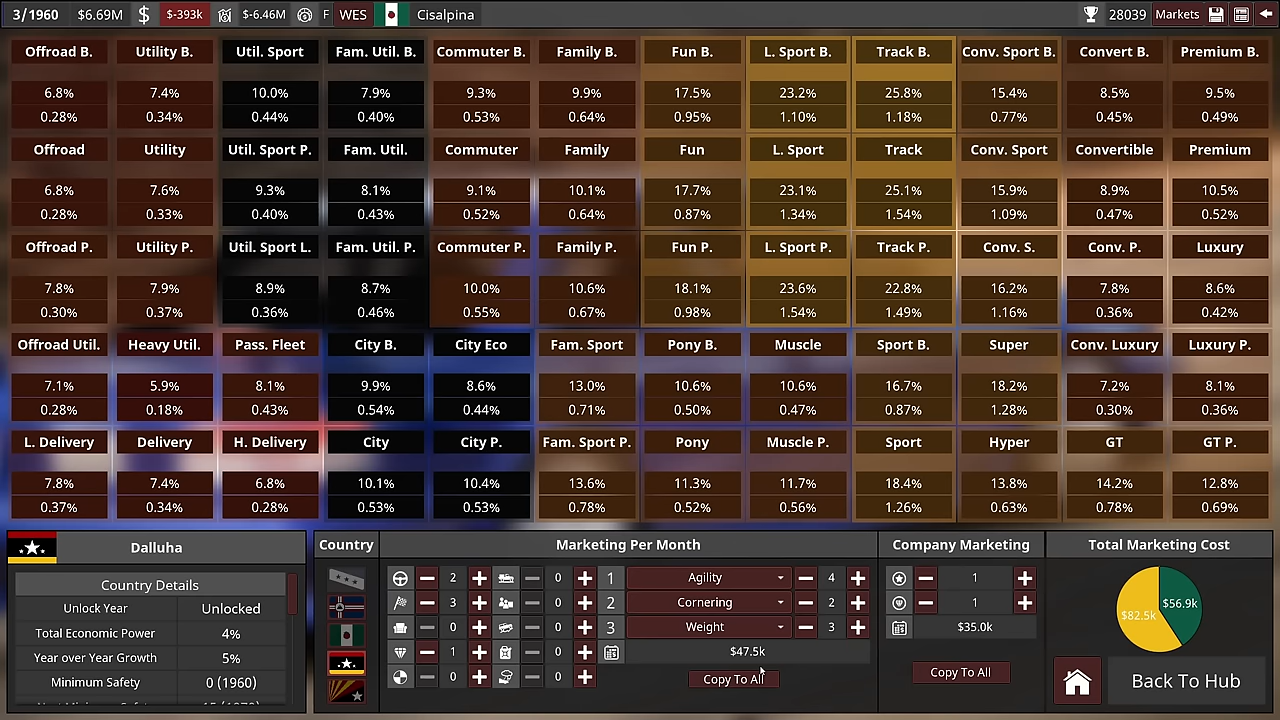 3/1960 $6.69M $ $-393k $-6.46M F WES Cisalpina 28039 Markets
Offroad B. Utility B. Util. Sport Fam. Util. B. Commuter B. Family B. Fun B. L. Sport B. Track B. Conv. Sport B. Convert B. Premium B.
6.8% 7.4% 10.0% 7.9% 9.3% 9.9% 17.5% 23.2% 25.8% 15.4% 8.5% 9.5%
0.28% 0.34% 0.44% 0.40% 0.53% 0.64% 0.95% 1.10% 1.18% 0.77% 0.45% 0.49%
Offroad Utility Util. Sport P. Fam. Util. Commuter Family Fun L. Sport Track Conv. Sport Convertible Premium
6.8% 7.6% 9.3% 8.1% 9.1% 10.1% 17.7% 23.1% 25.1% 15.9% 8.9% 10.5%
0.28% 0.33% 0.40% 0.43% 0.52% 0.64% 0.87% 1.34% 1.54% 1.09% 0.47% 0.52%
Offroad P. Utility P. Util. Sport L. Fam. Util. P. Commuter P. Family P. Fun P. L. Sport P. Track P. Conv. S. Conv. P. Luxury
7.8% 7.9% 8.9% 8.7% 10.0% 10.6% 18.1% 23.6% 22.8% 16.2% 7.8% 8.6%
0.30% 0.37% 0.36% 0.46% 0.55% 0.67% 0.98% 1.54% 1.49% 1.16% 0.36% 0.42%
Offroad Util. Heavy Util. Pass. Fleet City B. City Eco Fam. Sport Pony B. Muscle Sport B. Super Conv. Luxury Luxury P.
7.1% 5.9% 8.1% 9.9% 8.6% 13.0% 10.6% 10.6% 16.7% 18.2% 7.2% 8.1%
0.28% 0.18% 0.43% 0.54% 0.44% 0.71% 0.50% 0.47% 0.87% 1.28% 0.30% 0.36%
L. Delivery Delivery H. Delivery City City P. Fam. Sport P. Pony Muscle P. Sport Hyper GT GT P.
7.8% 7.4% 6.8% 10.1% 10.4% 13.6% 11.3% 11.7% 18.4% 13.8% 14.2% 12.8%
0.37% 0.34% 0.28% 0.53% 0.53% 0.78% 0.52% 0.56% 1.26% 0.63% 0.78% 0.69%
Dalluha Country Marketing Per Month Company Marketing Total Marketing Cost
Country Details
Unlock Year Unlocked
Total Economic Power 4%
Year over Year Growth 5%
Minimum Safety 0 (1960)
2 0 1 Agility 4
3 0 2 Cornering 2
0 0 3 Weight 3
1 0 $47.5k
0 0 Copy To All
1
1
$35.0k
Copy To All
$82.5k $56.9k
Back To Hub